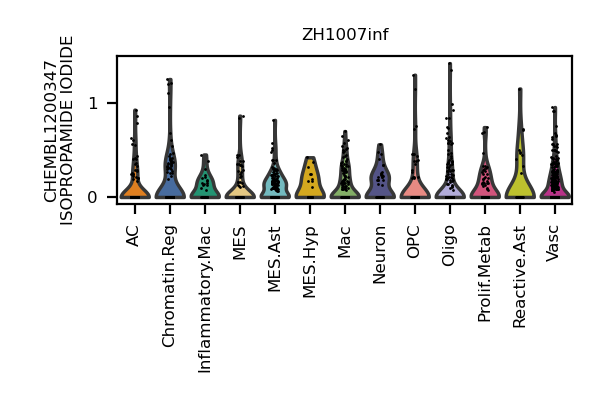 ZH1007inf
CHEMBL1200347
ISOPROPAMIDE IODIDE
1
0
AC
Chromatin.Reg
Inflammatory.Mac
MES
MES.Ast
MES.Hyp
Mac
Neuron
OPC
Oligo
Prolif.Metab
Reactive.Ast
Vasc